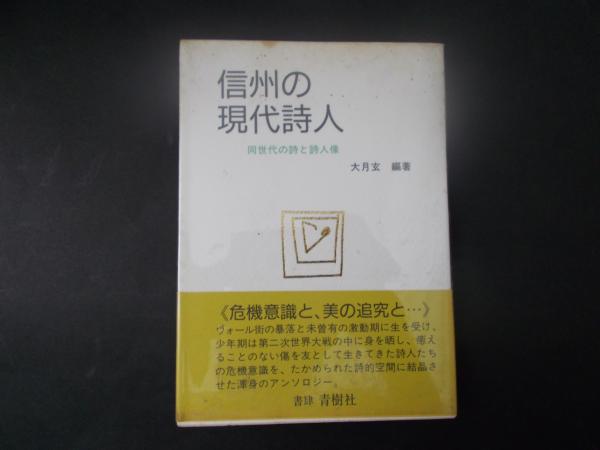 信州の
現代詩人
同世代の詩と詩人像
大月玄 編著
《危機意識と、美の追究と…》
ヴォール街の暴落と未曽有の激動期に生を受け、
少年期は第二次世界大戦の中に身を晒し、癒え
ることのない傷を友として生きてきた詩人たち
の危機意識を、たかめられた詩的空間に結晶さ
せた渾身のアンソロジー。
書肆 青樹社